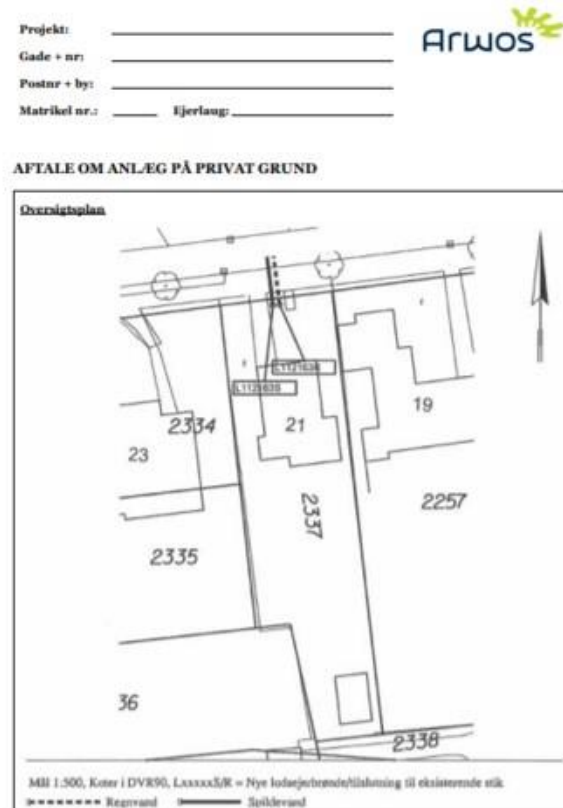 Projekt:
Arwos
Gade + nr:
Postnr + by:
Matrikel nr.: Ejerlaug:
AFTALE OM ANLÆG PÅ PRIVAT GRUND
Oversigtsplan
2334
23
21
19
2337
2257
2335
36
2338
Mål 1:500, Koter i DVR90, LxxxxxS/R = Nye lodseje/brønde/tilslutning til eksisterende stik
Regnvand Spildevand